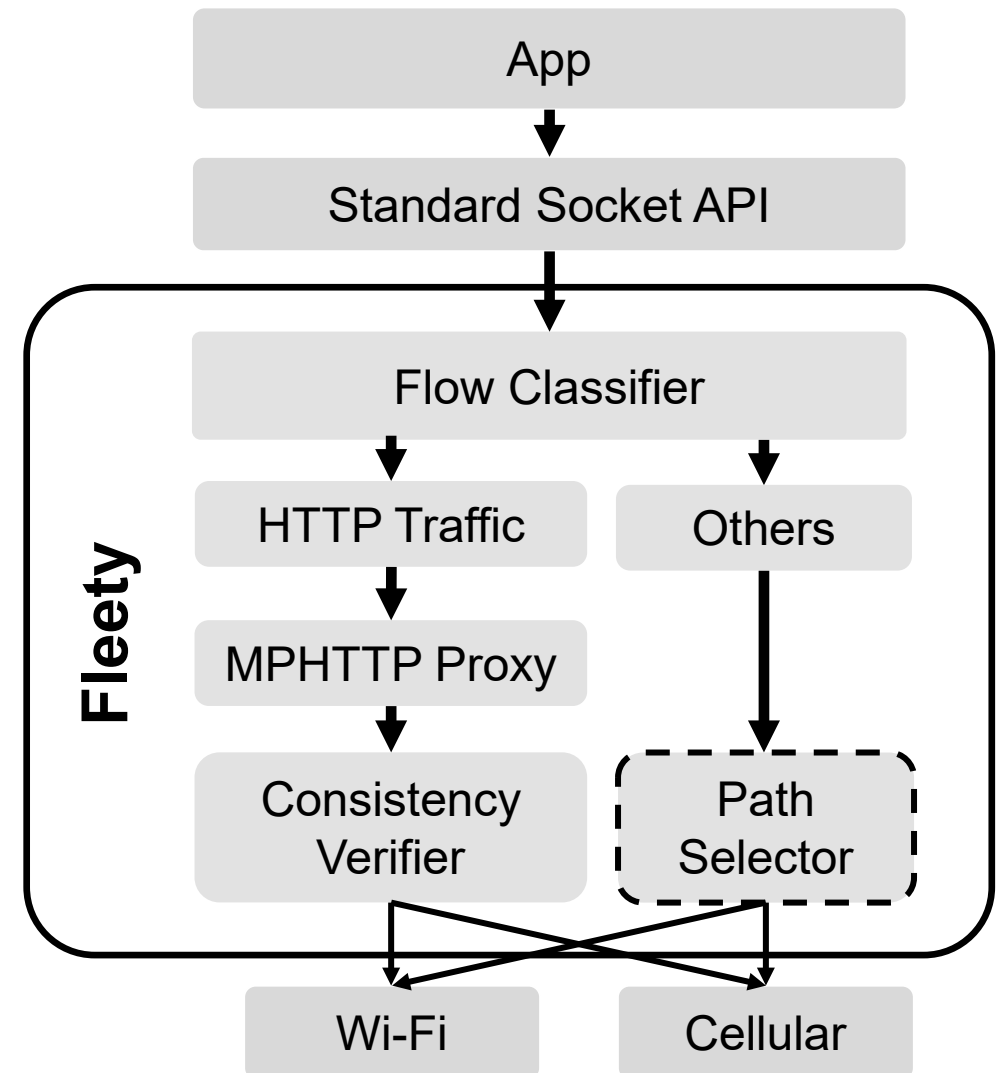 App
Standard Socket API
Flow Classifier
HTTP Traffic
Others
Fleety
MPHTTP Proxy
Consistency
Verifier
Path
Selector
Wi-Fi
Cellular